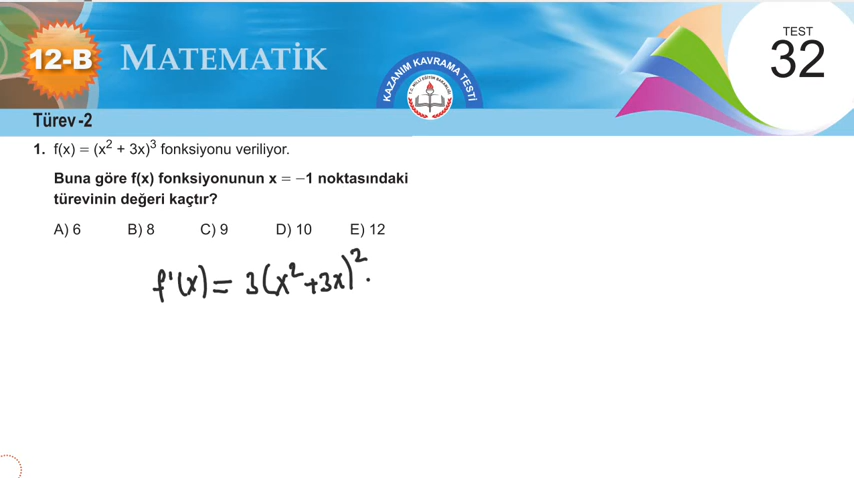 12-B
MATEMATİK
KAZANIM KAVRAMA TESTİ
TEST
32
Türev-2
1. f(x) = (x² + 3x)³ fonksiyonu veriliyor.
Buna göre f(x) fonksiyonunun x = −1 noktasındaki
türevinin değeri kaçtır?
A) 6 B) 8 C) 9 D) 10 E) 12
f'(x) = 3(x² + 3x)² ·